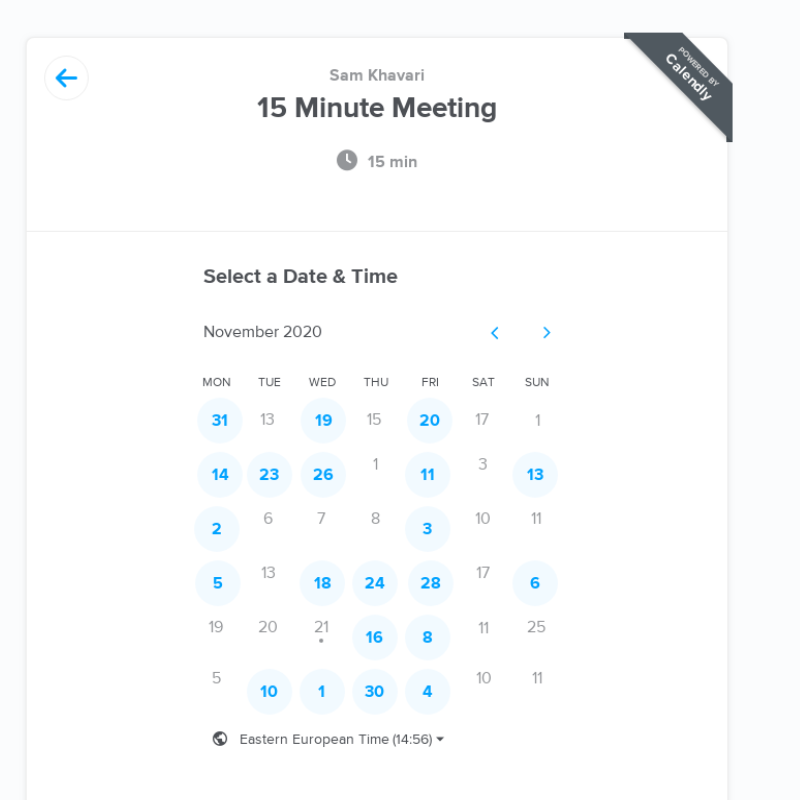 POWERED BY
Calendly
Sam Khavari
15 Minute Meeting
15 min
Select a Date & Time
November 2020
MON TUE WED THU FRI SAT SUN
31 13 19 15 20 17 1
14 23 26 1 11 3 13
2 6 7 8 3 10 11
5 13 18 24 28 17 6
19 20 21 16 8 11 25
5 10 1 30 4 10 11
Eastern European Time (14:56)